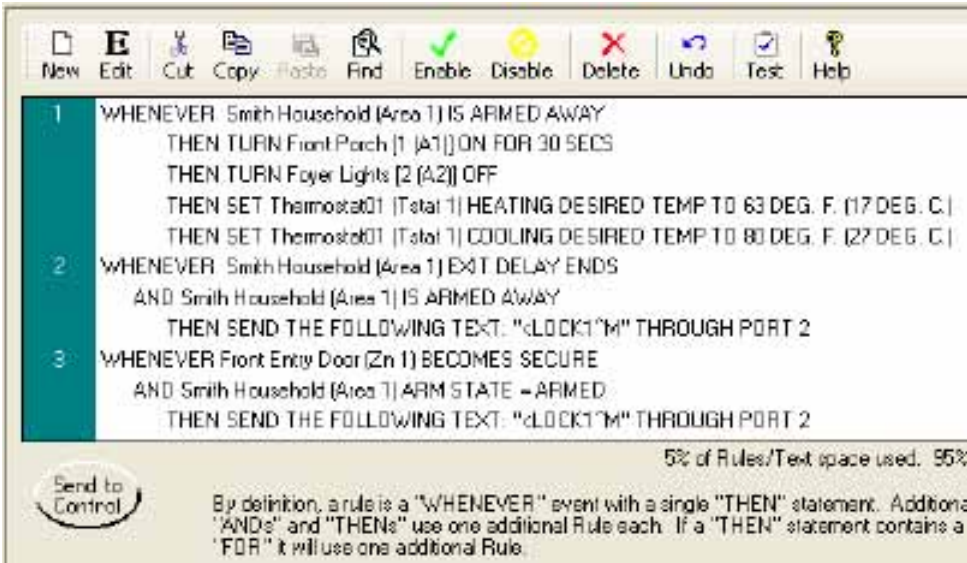 New Edit Cut Copy Paste Find Enable Disable Delete Undo Test Help
1 WHENEVER Smith Household (Area 1) IS ARMED AWAY
THEN TURN Front Porch [1 (A1)] ON FOR 30 SECS
THEN TURN Foyer Lights [2 (A2)] OFF
THEN SET Thermostat01 (Tstat 1) HEATING DESIRED TEMP TO 63 DEG. F. (17 DEG. C.)
THEN SET Thermostat01 (Tstat 1) COOLING DESIRED TEMP TO 80 DEG. F. (27 DEG. C.)
2 WHENEVER Smith Household (Area 1) EXIT DELAY ENDS
AND Smith Household (Area 1) IS ARMED AWAY
THEN SEND THE FOLLOWING TEXT: "<LOCK1^M" THROUGH PORT 2
3 WHENEVER Front Entry Door (Zn 1) BECOMES SECURE
AND Smith Household (Area 1) ARM STATE = ARMED
THEN SEND THE FOLLOWING TEXT: "<LOCK1^M" THROUGH PORT 2
5% of Rules/Text space used. 95%
Send to
Control
By definition, a rule is a "WHENEVER" event with a single "THEN" statement. Additiona
"ANDs" and "THENs" use one additional Rule each. If a "THEN" statement contains a
"FOR" it will use one additional Rule.